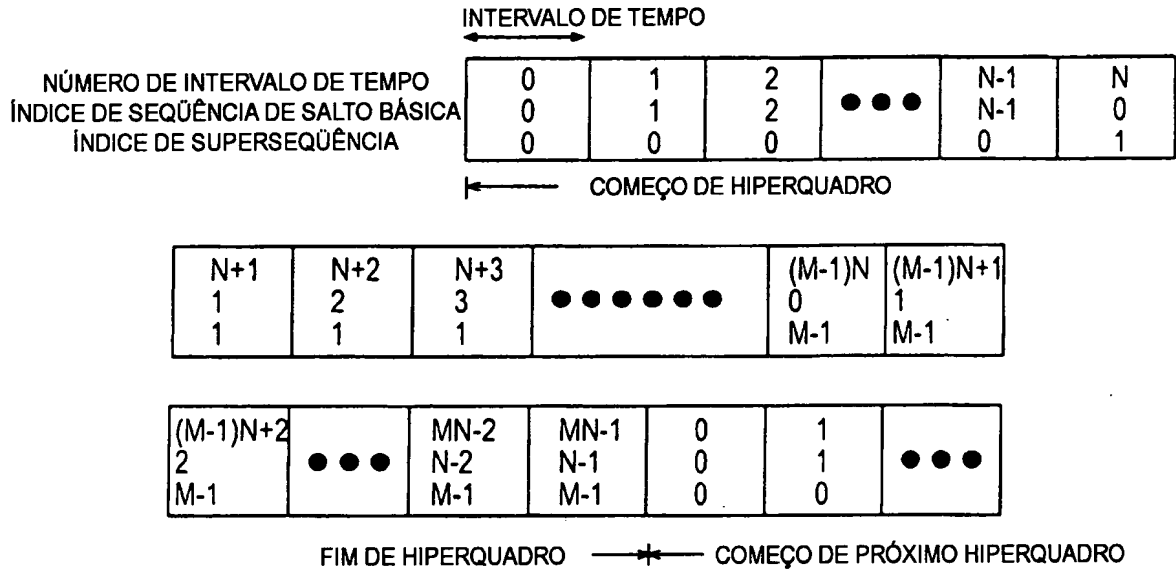 INTERVALO DE TEMPO
NÚMERO DE INTERVALO DE TEMPO 0 1 2 ●●● N-1 N
ÍNDICE DE SEQÜÊNCIA DE SALTO BÁSICA 0 1 2 N-1 0
ÍNDICE DE SUPERSEQÜÊNCIA 0 0 0 0 1
COMEÇO DE HIPERQUADRO
N+1 N+2 N+3 ●●●●●● (M-1)N (M-1)N+1
1 2 3 0 1
1 1 1 M-1 M-1
(M-1)N+2 ●●● MN-2 MN-1 0 1 ●●●
2 N-2 N-1 0 1
M-1 M-1 M-1 0 0
FIM DE HIPERQUADRO COMEÇO DE PRÓXIMO HIPERQUADRO